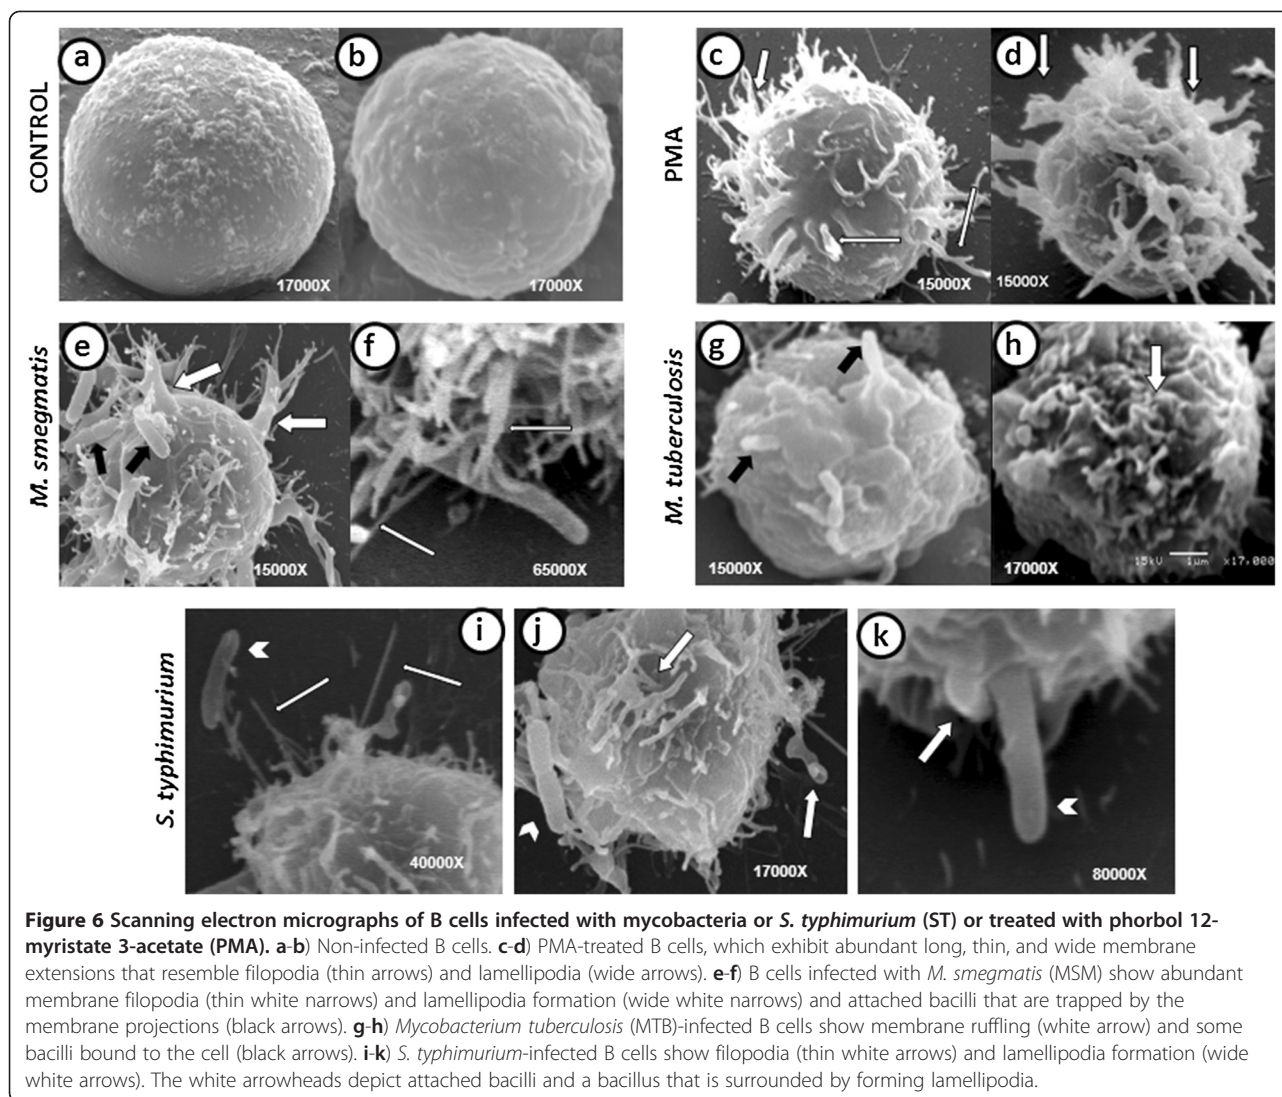 CONTROL
a
17000X
b
17000X
PMA
c
15000X
d
15000X
M. smegmatis
e
15000X
f
65000X
M. tuberculosis
g
15000X
h
17000X
15kV 1μm x17,000
S. typhimurium
i
40000X
j
17000X
k
80000X
Figure 6 Scanning electron micrographs of B cells infected with mycobacteria or S. typhimurium (ST) or treated with phorbol 12-
myristate 3-acetate (PMA). a-b) Non-infected B cells. c-d) PMA-treated B cells, which exhibit abundant long, thin, and wide membrane
extensions that resemble filopodia (thin arrows) and lamellipodia (wide arrows). e-f) B cells infected with M. smegmatis (MSM) show abundant
membrane filopodia (thin white narrows) and lamellipodia formation (wide white narrows) and attached bacilli that are trapped by the
membrane projections (black arrows). g-h) Mycobacterium tuberculosis (MTB)-infected B cells show membrane ruffling (white arrow) and some
bacilli bound to the cell (black arrows). i-k) S. typhimurium-infected B cells show filopodia (thin white arrows) and lamellipodia formation (wide
white arrows). The white arrowheads depict attached bacilli and a bacillus that is surrounded by forming lamellipodia.